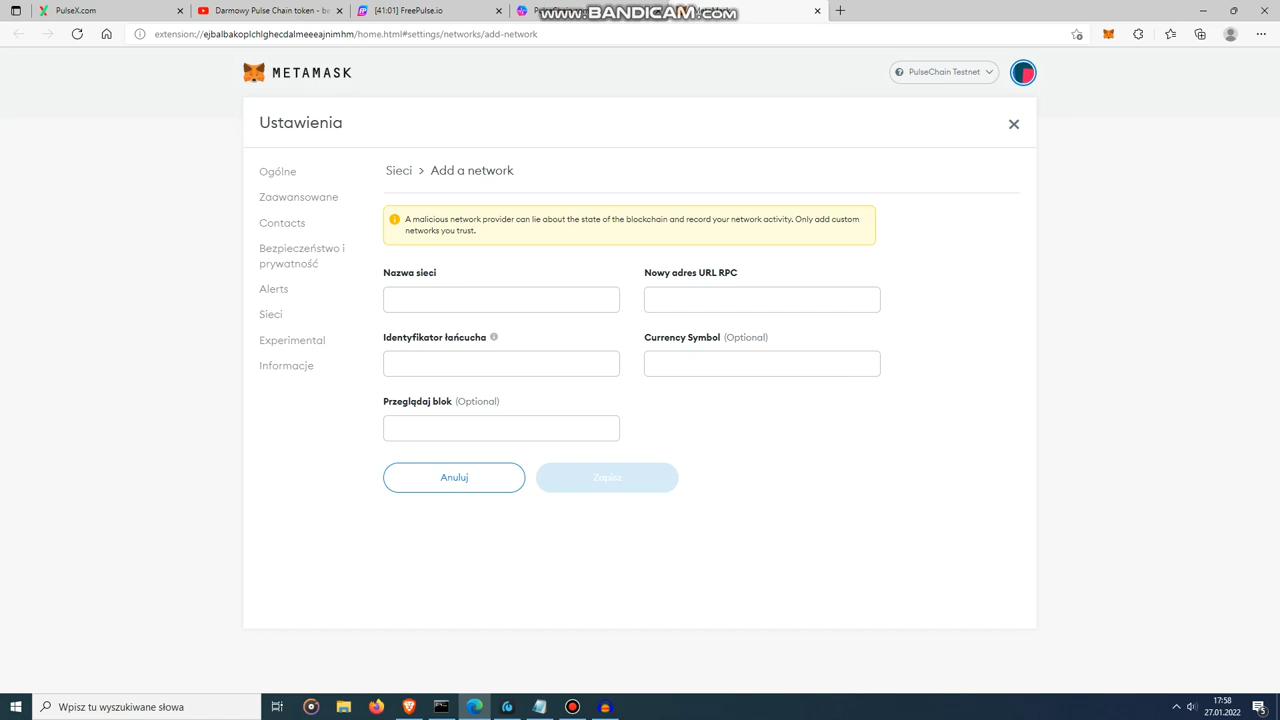 PulseX.com
Darmowy Pulse Chain token - be
[41:01] FreePulse.io
www.BANDICAM.com
extension://ejbalbakoplchlghecdalmeeeajnimhm/home.html#settings/networks/add-network
METAMASK
PulseChain Testnet
Ustawienia
Ogólne
Zaawansowane
Contacts
Bezpieczeństwo i
prywatność
Alerts
Sieci
Experimental
Informacje
Sieci > Add a network
A malicious network provider can lie about the state of the blockchain and record your network activity. Only add custom
networks you trust.
Nazwa sieci
Nowy adres URL RPC
Identyfikator łańcucha
Currency Symbol (Optional)
Przeglądaj blok (Optional)
Anuluj
Zapisz
Wpisz tu wyszukiwane słowa
17:58
27.01.2022